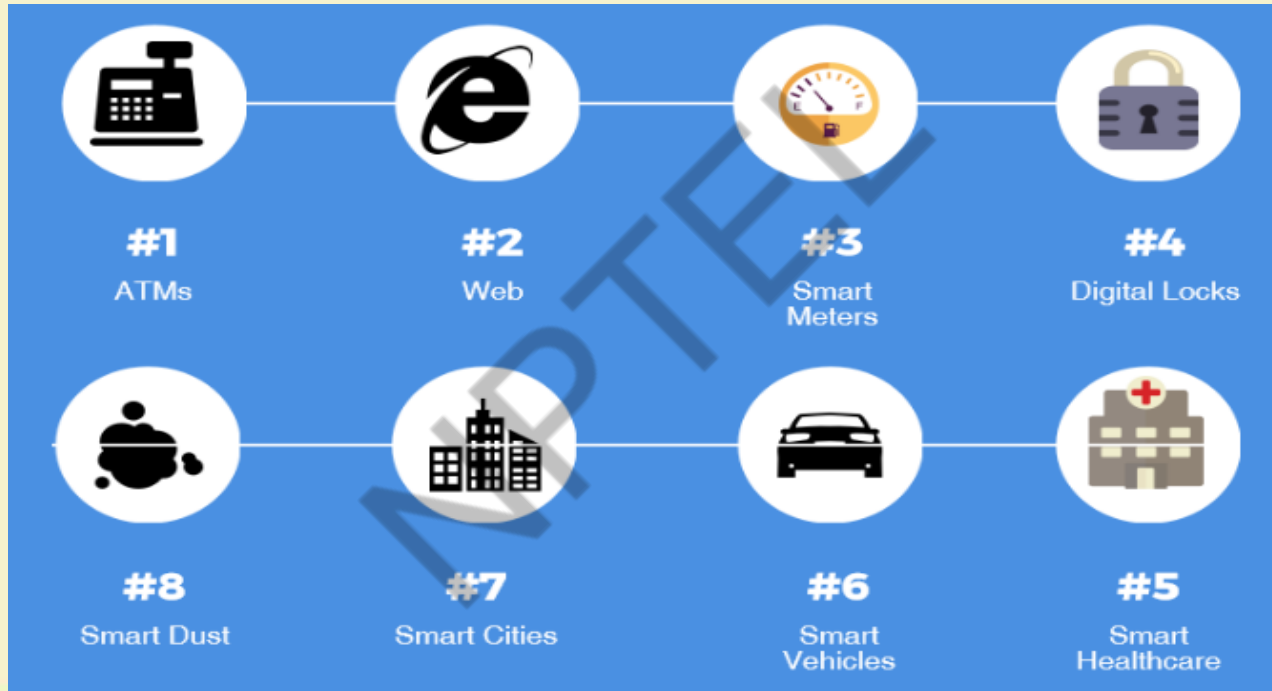 #1
ATMs
#2
Web
#3
Smart
Meters
#4
Digital Locks
E F
#8
Smart Dust
#7
Smart Cities
#6
Smart
Vehicles
#5
Smart
Healthcare
NPTEL